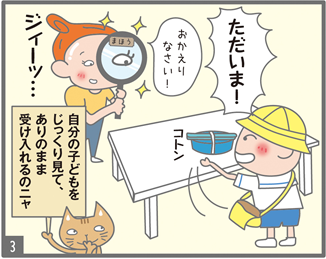 ただいま!
おかえり
なさい!
まほう
ジィーッ…
コトン
自分の子どもを
じっくり見て、
ありのまま
受け入れるのニャ
3